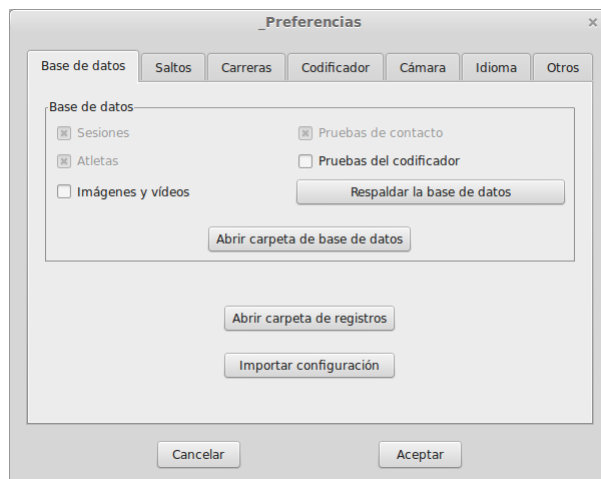 _Preferencias
Base de datos Saltos Carreras Codificador Cámara Idioma Otros
Base de datos
Sesiones Pruebas de contacto
Atletas Pruebas del codificador
Imágenes y vídeos Respaldar la base de datos
Abrir carpeta de base de datos
Abrir carpeta de registros
Importar configuración
Cancelar Aceptar